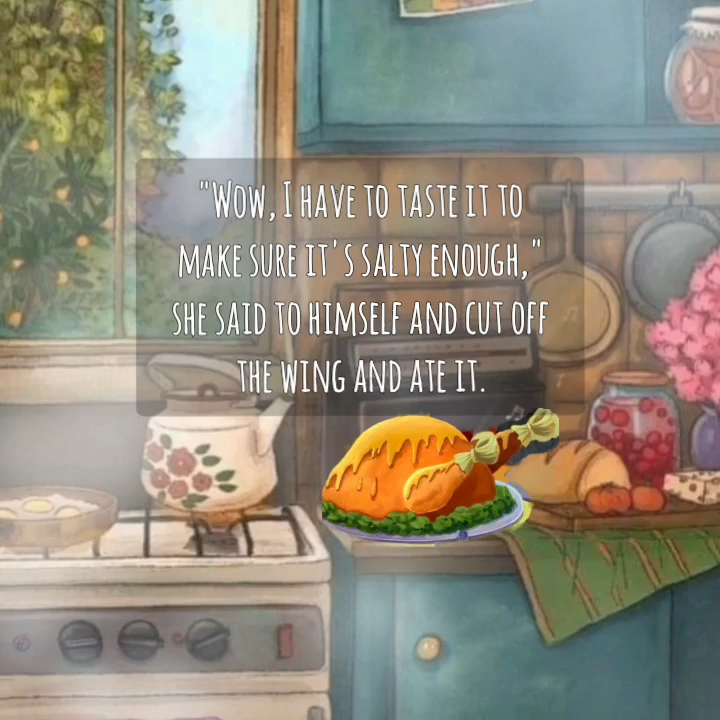 "Wow, I have to taste it to
make sure it's salty enough,"
she said to himself and cut off
the wing and ate it.